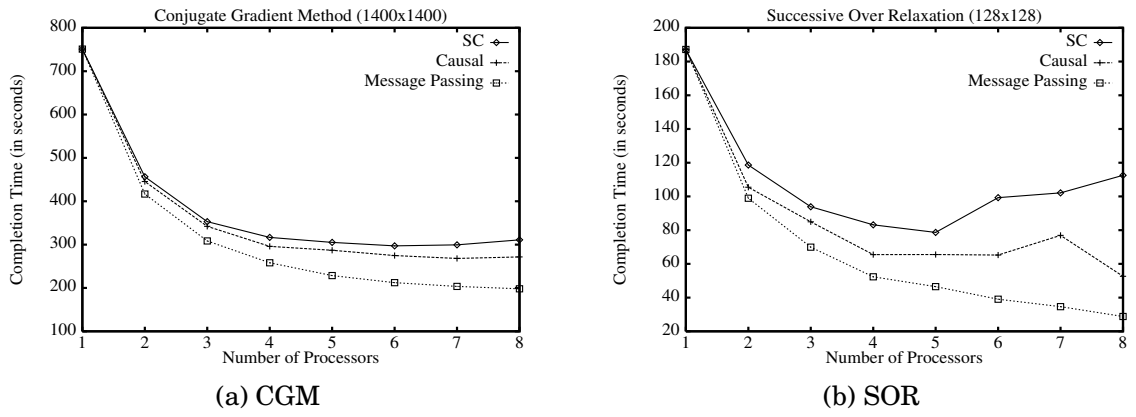 Conjugate Gradient Method (1400x1400)
800
700
600
500
400
300
200
100
Completion Time (in seconds)
SC
Causal
Message Passing
1 2 3 4 5 6 7 8
Number of Processors
(a) CGM
Successive Over Relaxation (128x128)
200
180
160
140
120
100
80
60
40
20
Completion Time (in seconds)
SC
Causal
Message Passing
1 2 3 4 5 6 7 8
Number of Processors
(b) SOR